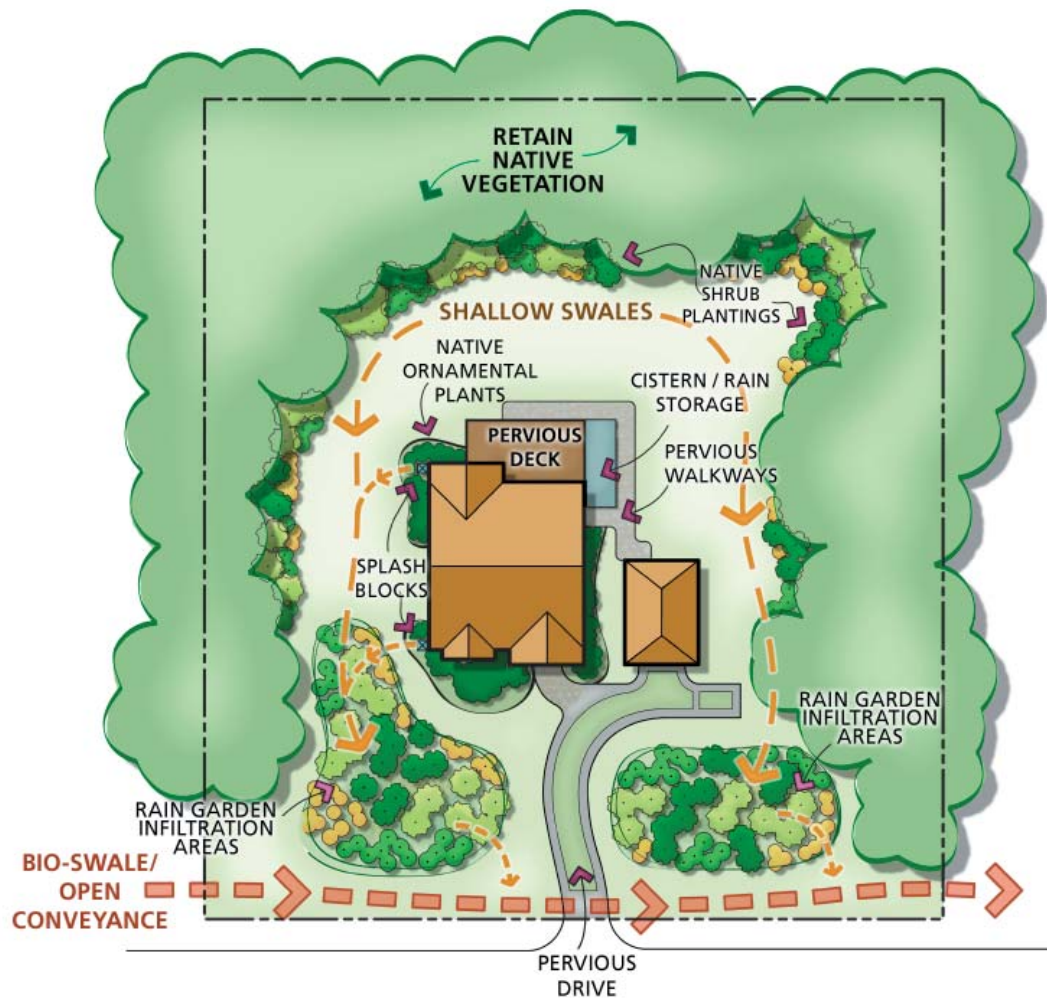 RETAIN
NATIVE
VEGETATION
NATIVE
SHRUB
PLANTINGS
SHALLOW SWALES
NATIVE
ORNAMENTAL
PLANTS
CISTERN / RAIN
STORAGE
PERVIOUS
DECK
PERVIOUS
WALKWAYS
SPLASH
BLOCKS
RAIN GARDEN
INFILTRATION
AREAS
RAIN GARDEN
INFILTRATION
AREAS
BIO-SWALE/
OPEN
CONVEYANCE
PERVIOUS
DRIVE